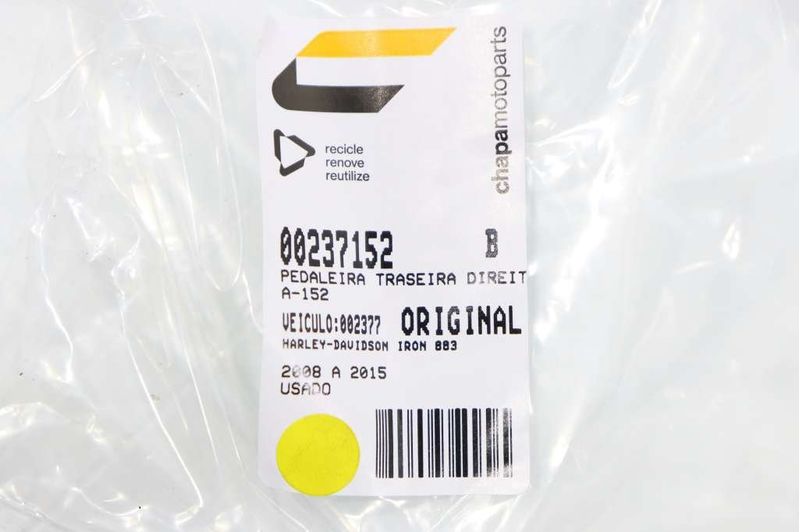 chapamotoparts
recicle
renove
reutilize
00237152 B
PEDALEIRA TRASEIRA DIREIT
A-152
VEICULO:002377 ORIGINAL
HARLEY-DAVIDSON IRON 883
2008 A 2015
USADO